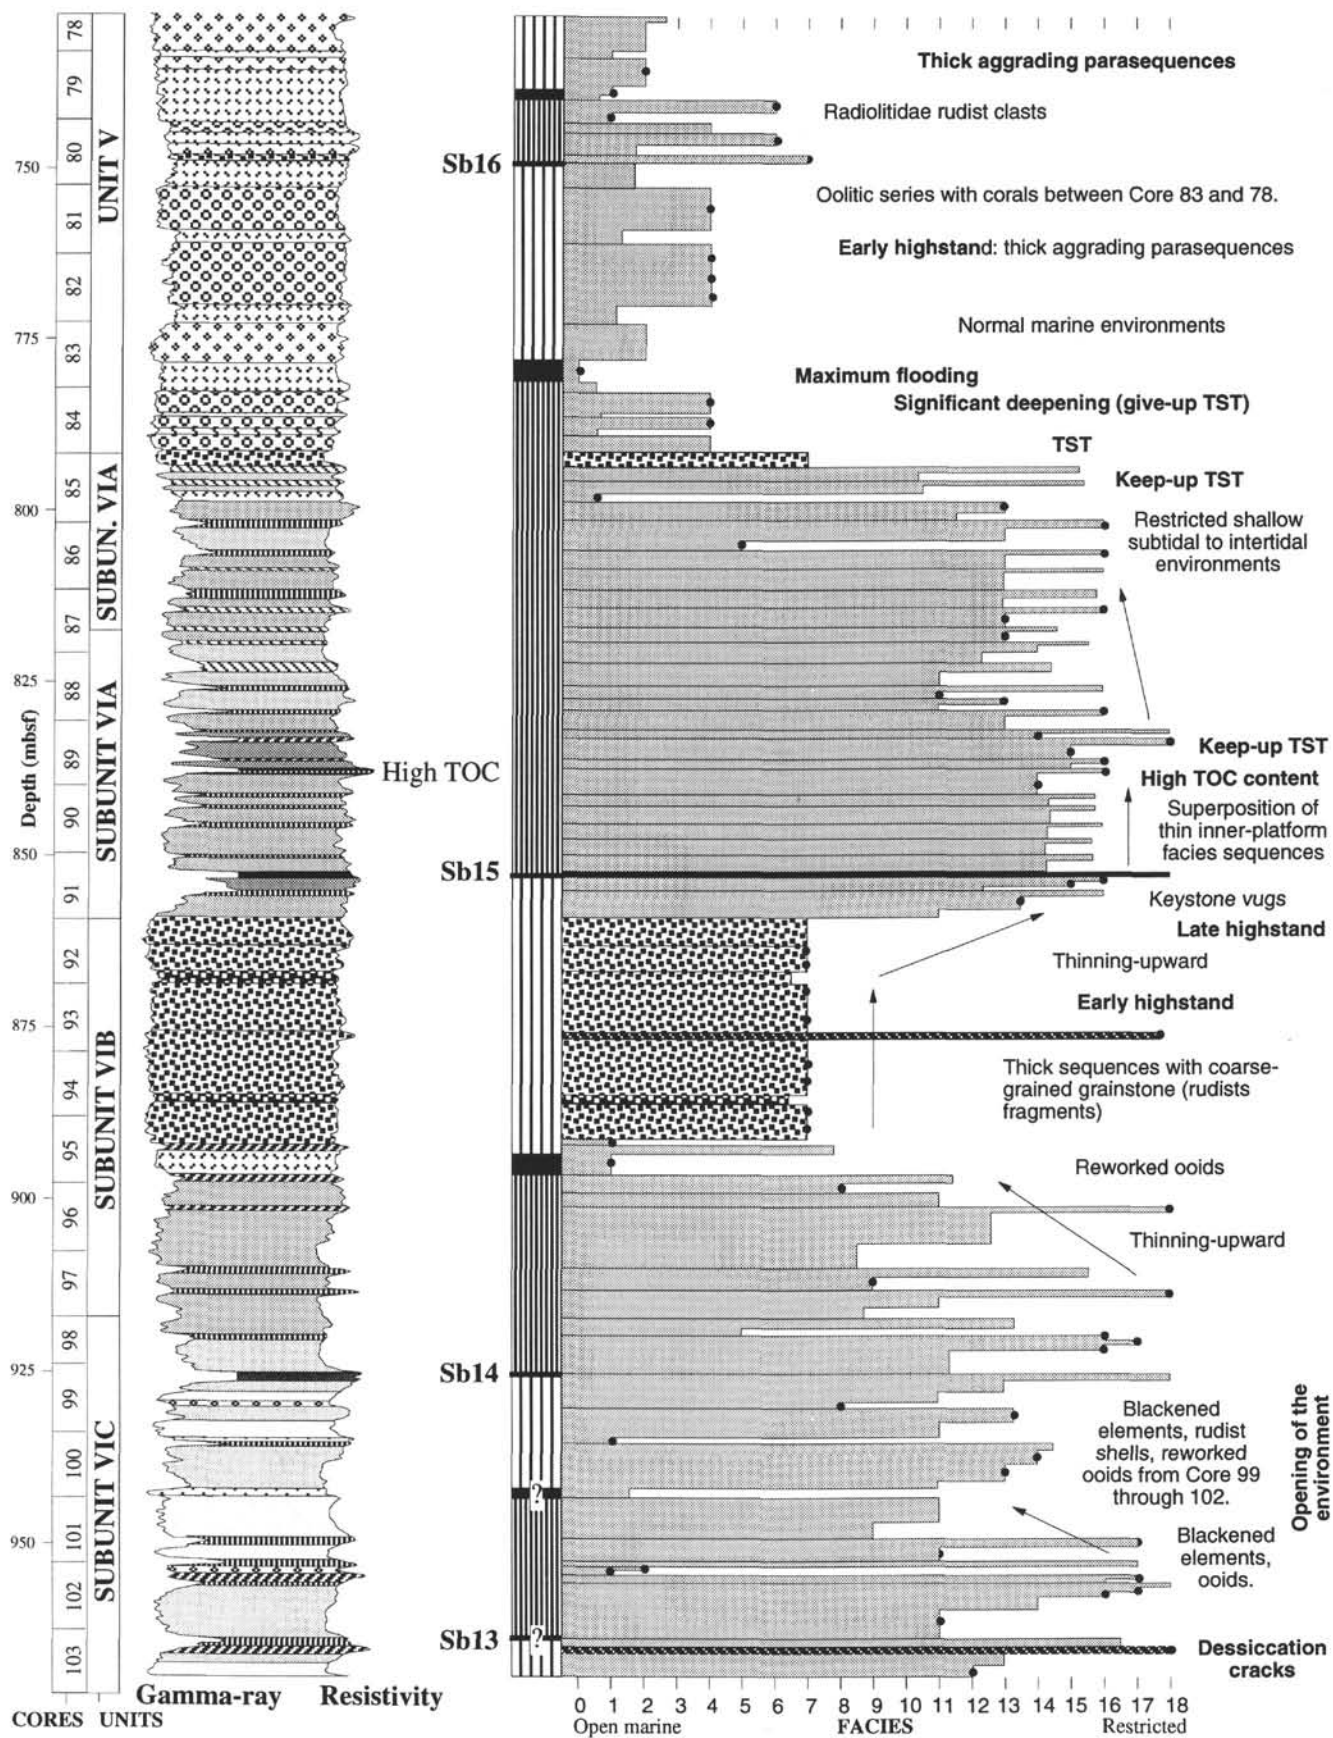 78
79
80
81
82
83
84
85
86
87
88
89
90
91
92
93
94
95
96
97
98
99
100
101
102
103
UNIT V
SUBUN. VIA
SUBUNIT VIA
SUBUNIT VIB
SUBUNIT VIC
750
775
800
825
850
875
900
925
950
Depth (mbsf)
High TOC
Gamma-ray Resistivity
CORES UNITS
Sb16
Sb15
Sb14
?
Sb13
?
Thick aggrading parasequences
Radiolitidae rudist clasts
Oolitic series with corals between Core 83 and 78.
Early highstand: thick aggrading parasequences
Normal marine environments
Maximum flooding
Significant deepening (give-up TST)
TST
Keep-up TST
Restricted shallow
subtidal to intertidal
environments
Keep-up TST
High TOC content
Superposition of
thin inner-platform
facies sequences
Keystone vugs
Late highstand
Thinning-upward
Early highstand
Thick sequences with coarse-
grained grainstone (rudists
fragments)
Reworked ooids
Thinning-upward
Blackened
elements, rudist
shells, reworked
ooids from Core 99
through 102.
Opening of the
environment
Blackened
elements,
ooids.
Dessiccation
cracks
0 1 2 3 4 5 6 7 8 9 10 11 12 13 14 15 16 17 18
Open marine FACIES Restricted